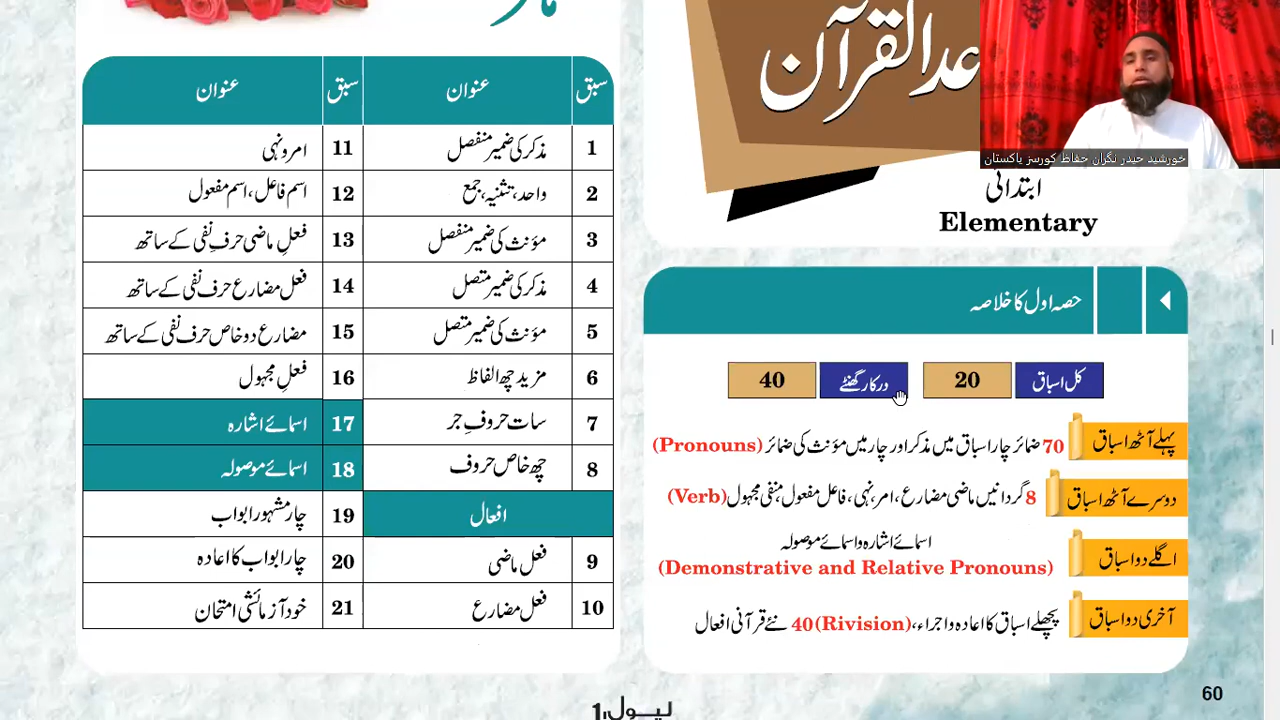 عد القرآن
ابتدائی
Elementary
خورشید حیدر نگران حفاظ کورسز پاکستان
حصہ اول کا خلاصہ
کل اسباق 20 درکار گھنٹے 40
پہلے آٹھ اسباق 70 ضمائر چار اسباق میں مذکر اور چار میں مؤنث کی ضمائر (Pronouns)
دوسرے آٹھ اسباق 8 گردانیں ماضی مضارع، امر، نہی، فاعل مفعول، منفی مجہول (Verb)
اگلے دو اسباق اسمائے اشارہ و اسمائے موصولہ
(Demonstrative and Relative Pronouns)
آخری دو اسباق پچھلے اسباق کا اعادہ و اجراء، (Rivision) 40 نئے قرآنی افعال
60
سبق عنوان سبق عنوان
1 مذکر کی ضمیر منفصل 11 امر و نہی
2 واحد، تثنیہ، جمع 12 اسم فاعل، اسم مفعول
3 مؤنث کی ضمیر منفصل 13 فعلِ ماضی حرفِ نفی کے ساتھ
4 مذکر کی ضمیر متصل 14 فعل مضارع حرف نفی کے ساتھ
5 مؤنث کی ضمیر متصل 15 مضارع دو خاص حرف نفی کے ساتھ
6 مزید چھ الفاظ 16 فعلِ مجہول
7 سات حروفِ جر 17 اسمائے اشارہ
8 چھ خاص حروف 18 اسمائے موصولہ
افعال 19 چار مشہور ابواب
9 فعل ماضی 20 چار ابواب کا اعادہ
10 فعل مضارع 21 خود آزمائشی امتحان
لیول 1